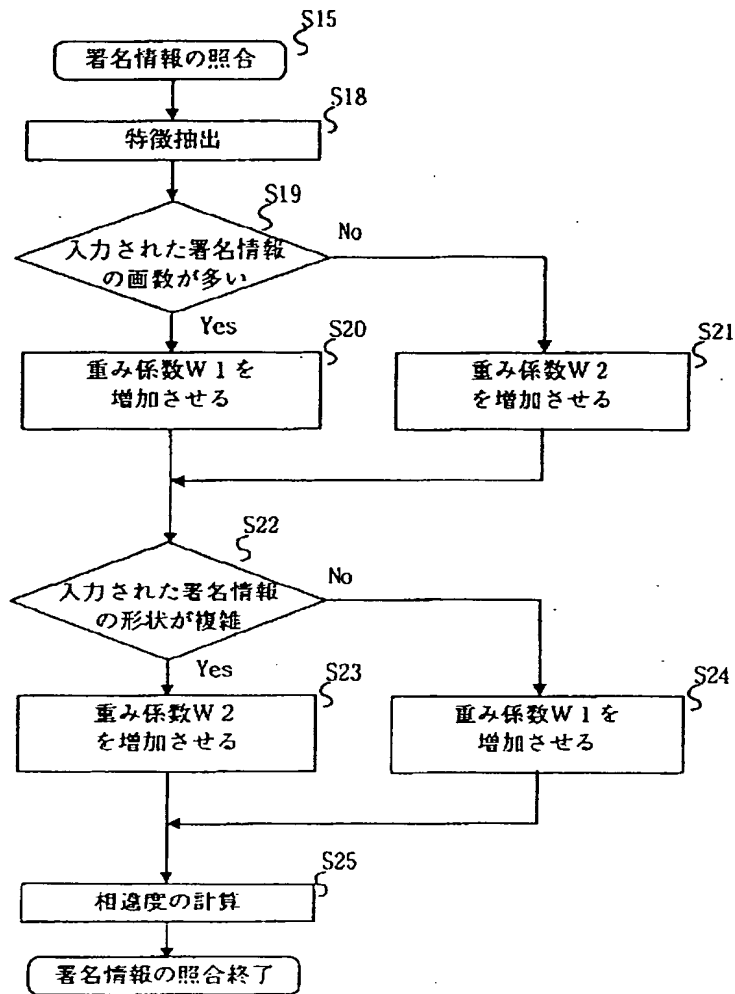 S15
署名情報の照合
S18
特徴抽出
S19
入力された署名情報
の画数が多い
No
Yes
S20
重み係数W1を
増加させる
S21
重み係数W2
を増加させる
S22
入力された署名情報
の形状が複雑
No
Yes
S23
重み係数W2
を増加させる
S24
重み係数W1を
増加させる
S25
相違度の計算
署名情報の照合終了